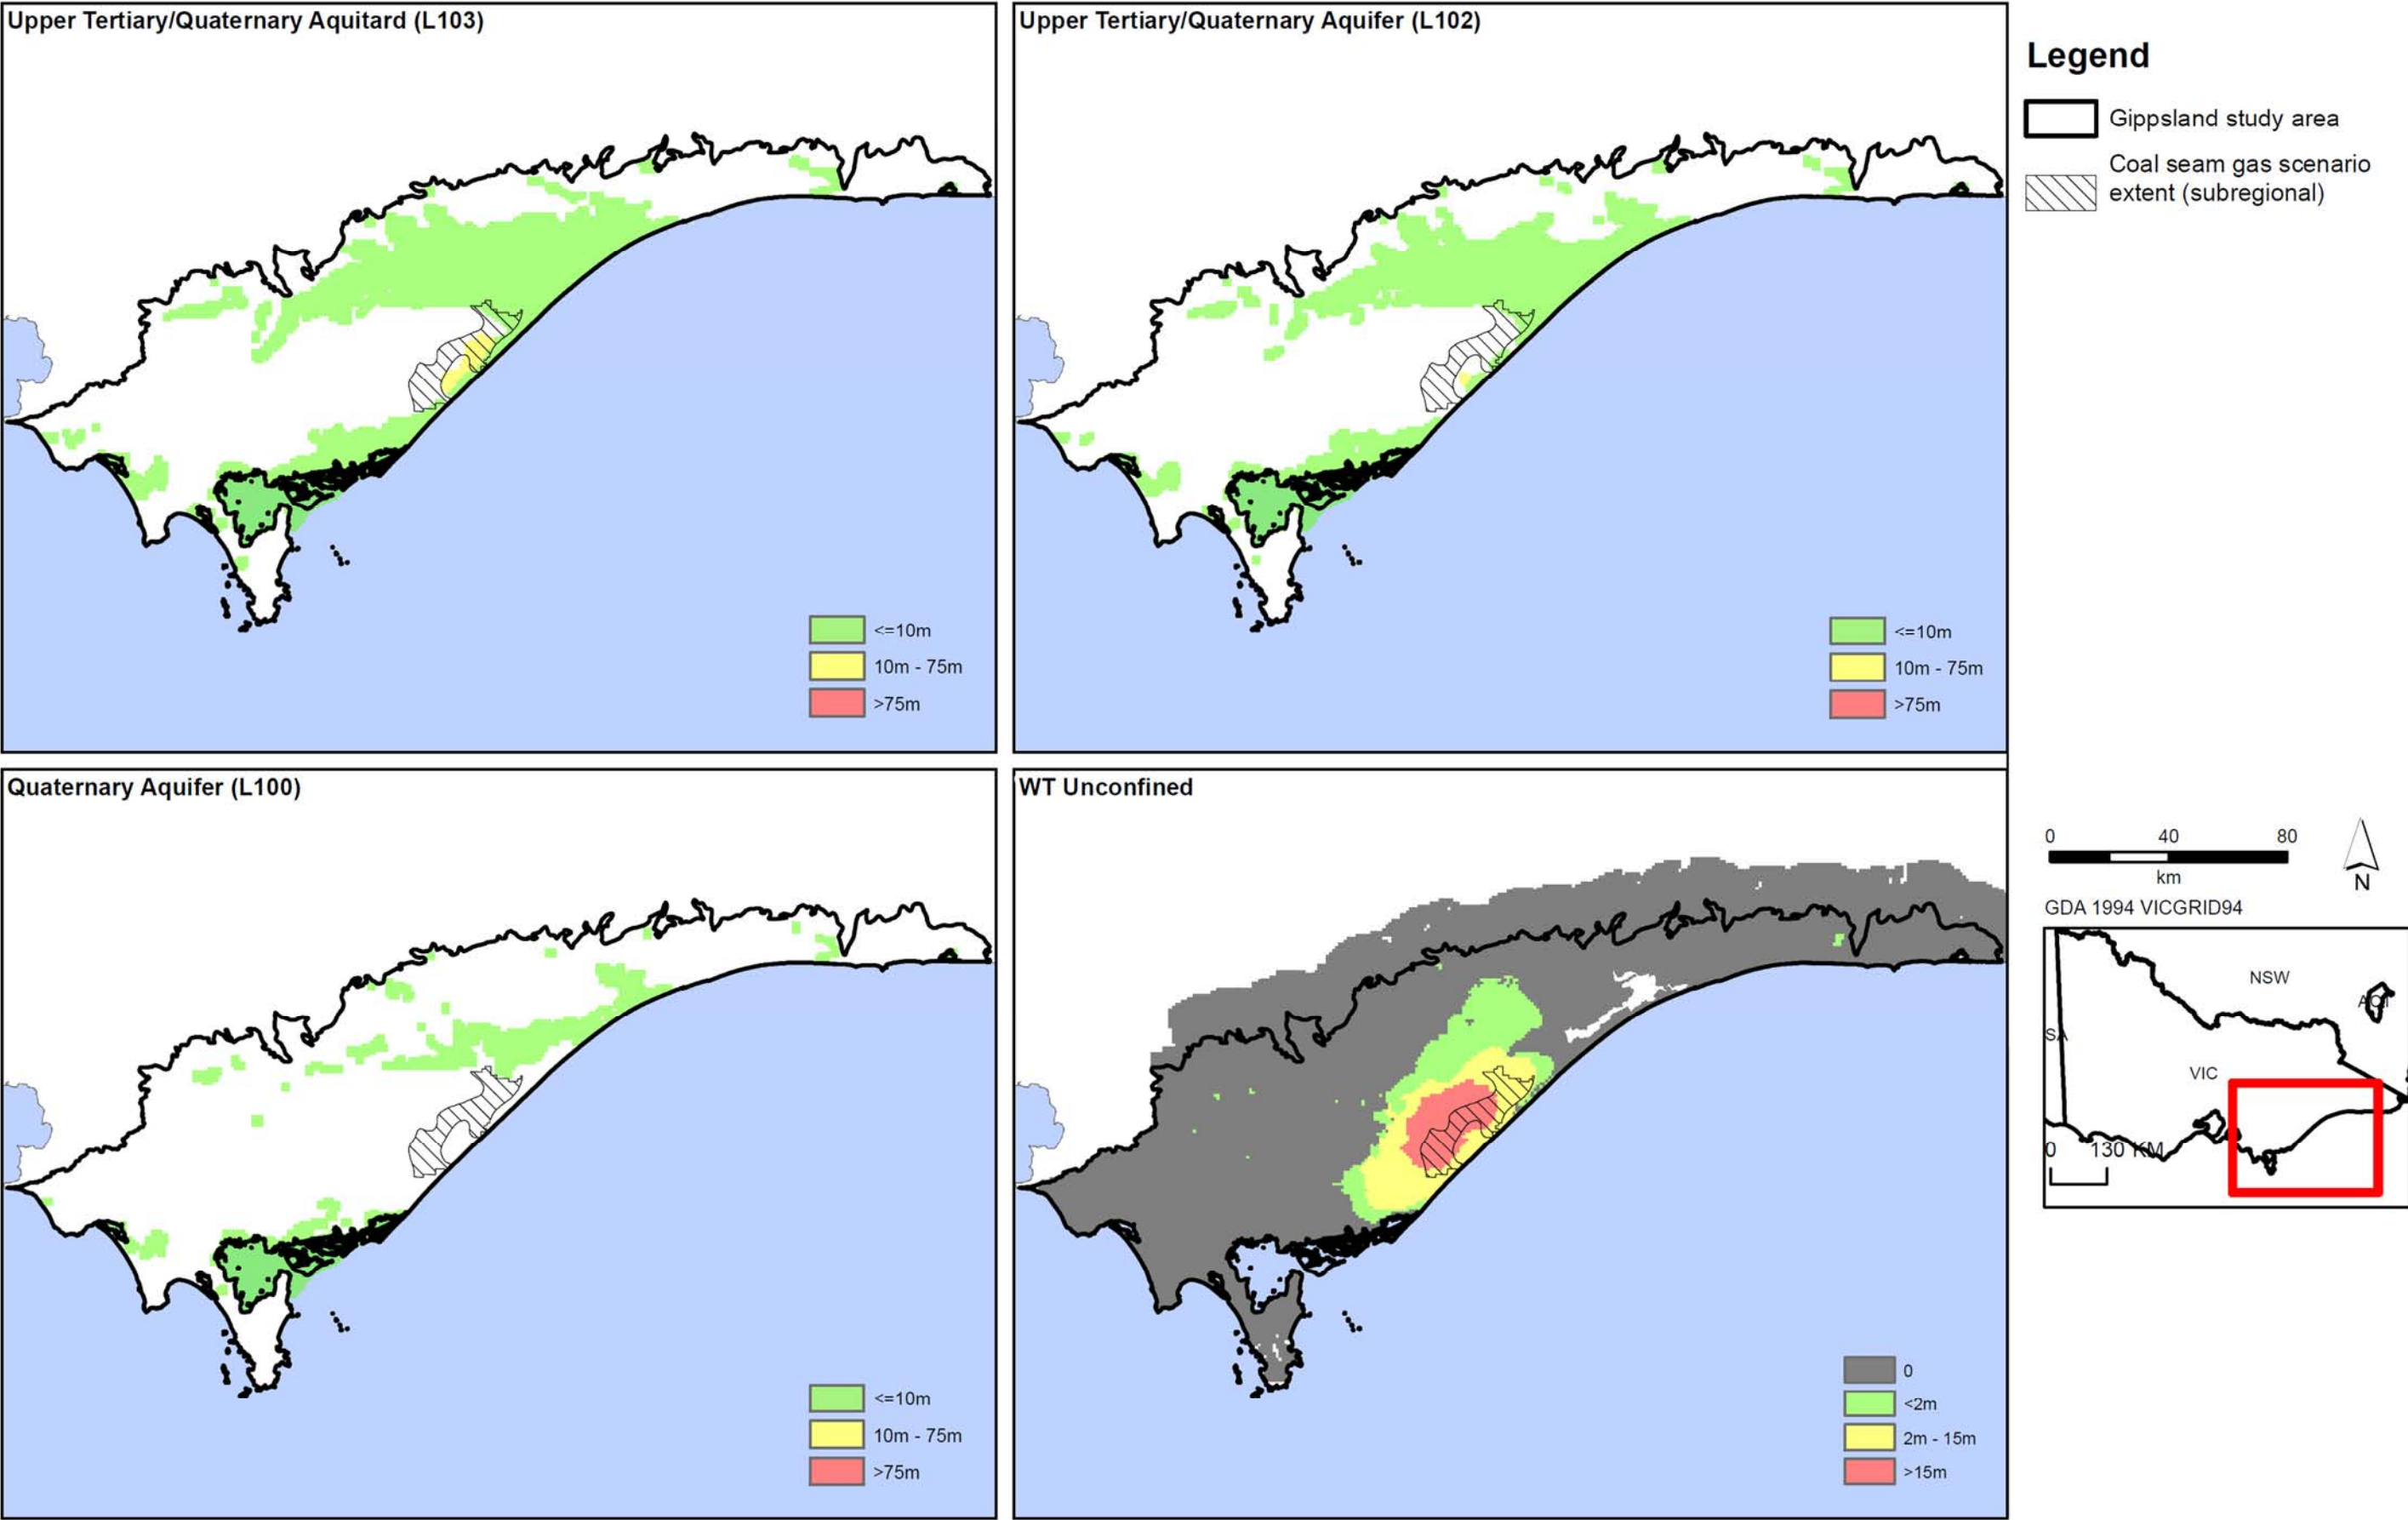 Upper Tertiary/Quaternary Aquitard (L103)
<=10m
10m - 75m
>75m
Upper Tertiary/Quaternary Aquifer (L102)
<=10m
10m - 75m
>75m
Legend
Gippsland study area
Coal seam gas scenario
extent (subregional)
Quaternary Aquifer (L100)
<=10m
10m - 75m
>75m
WT Unconfined
0
<2m
2m - 15m
>15m
0 40 80
km
N
GDA 1994 VICGRID94
NSW
ACT
SA
VIC
0 130 KM